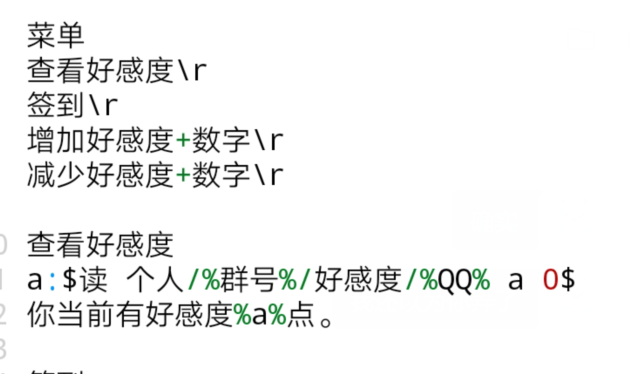 菜单
查看好感度\r
签到\r
增加好感度+数字\r
减少好感度+数字\r
0 查看好感度
1 a:$读 个人/%群号%/好感度/%QQ% a 0$
2 你当前有好感度%a%点。
3